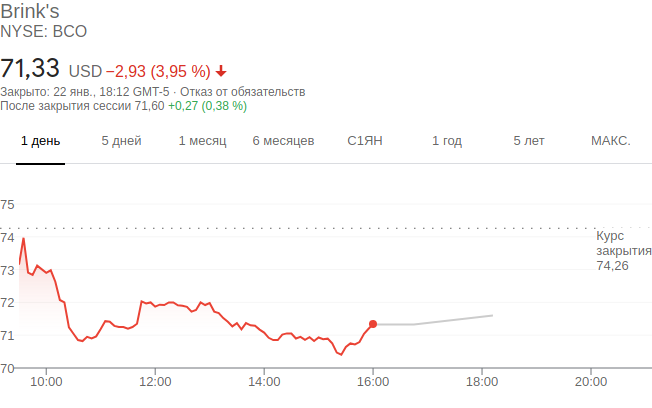 Brink's
NYSE: BCO
71,33 USD −2,93 (3,95 %)
Закрыто: 22 янв., 18:12 GMT-5 · Отказ от обязательств
После закрытия сессии 71,60 +0,27 (0,38 %)
1 день 5 дней 1 месяц 6 месяцев С1ЯН 1 год 5 лет МАКС.
75
74
73
72
71
70
Курс
закрытия
74,26
10:00 12:00 14:00 16:00 18:00 20:00